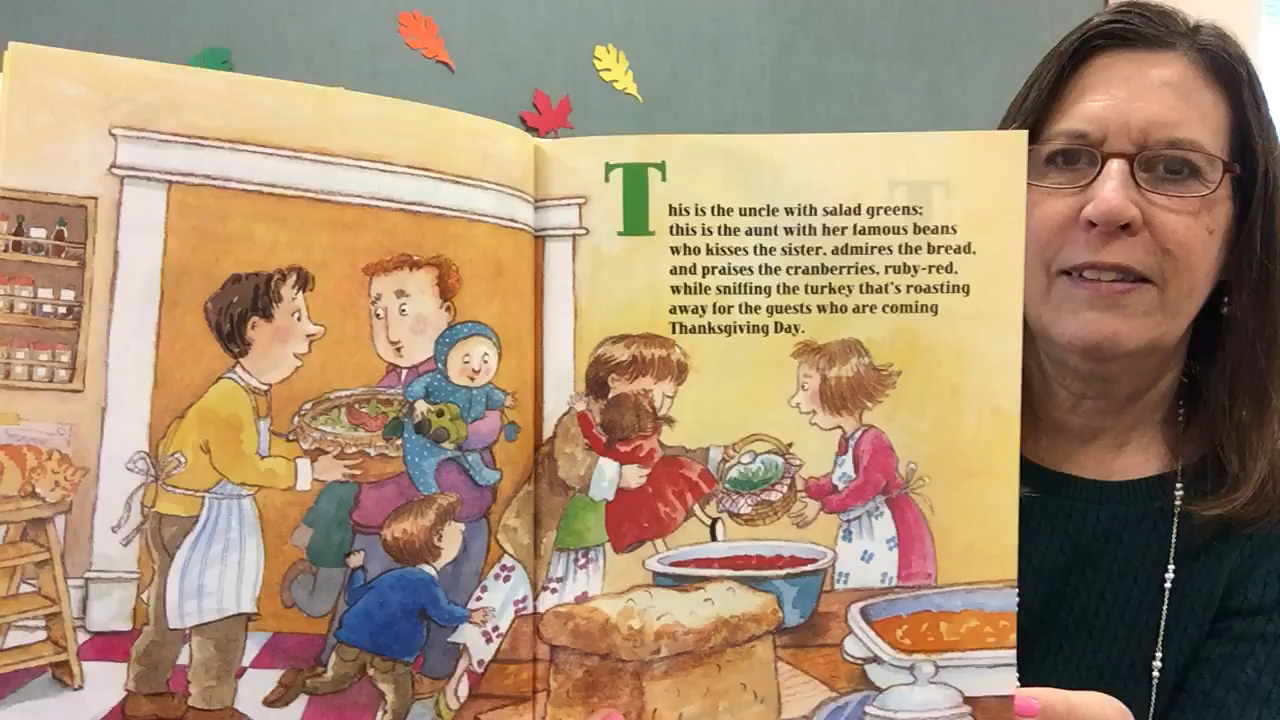 This is the uncle with salad greens;
this is the aunt with her famous beans
who kisses the sister, admires the bread,
and praises the cranberries, ruby-red,
while sniffing the turkey that's roasting
away for the guests who are coming
Thanksgiving Day.